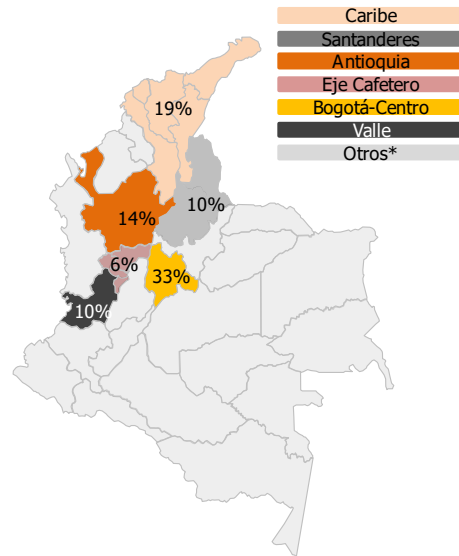 Caribe
Santanderes
Antioquia
Eje Cafetero
Bogotá-Centro
Valle
Otros*
19%
10%
14%
6%
33%
10%